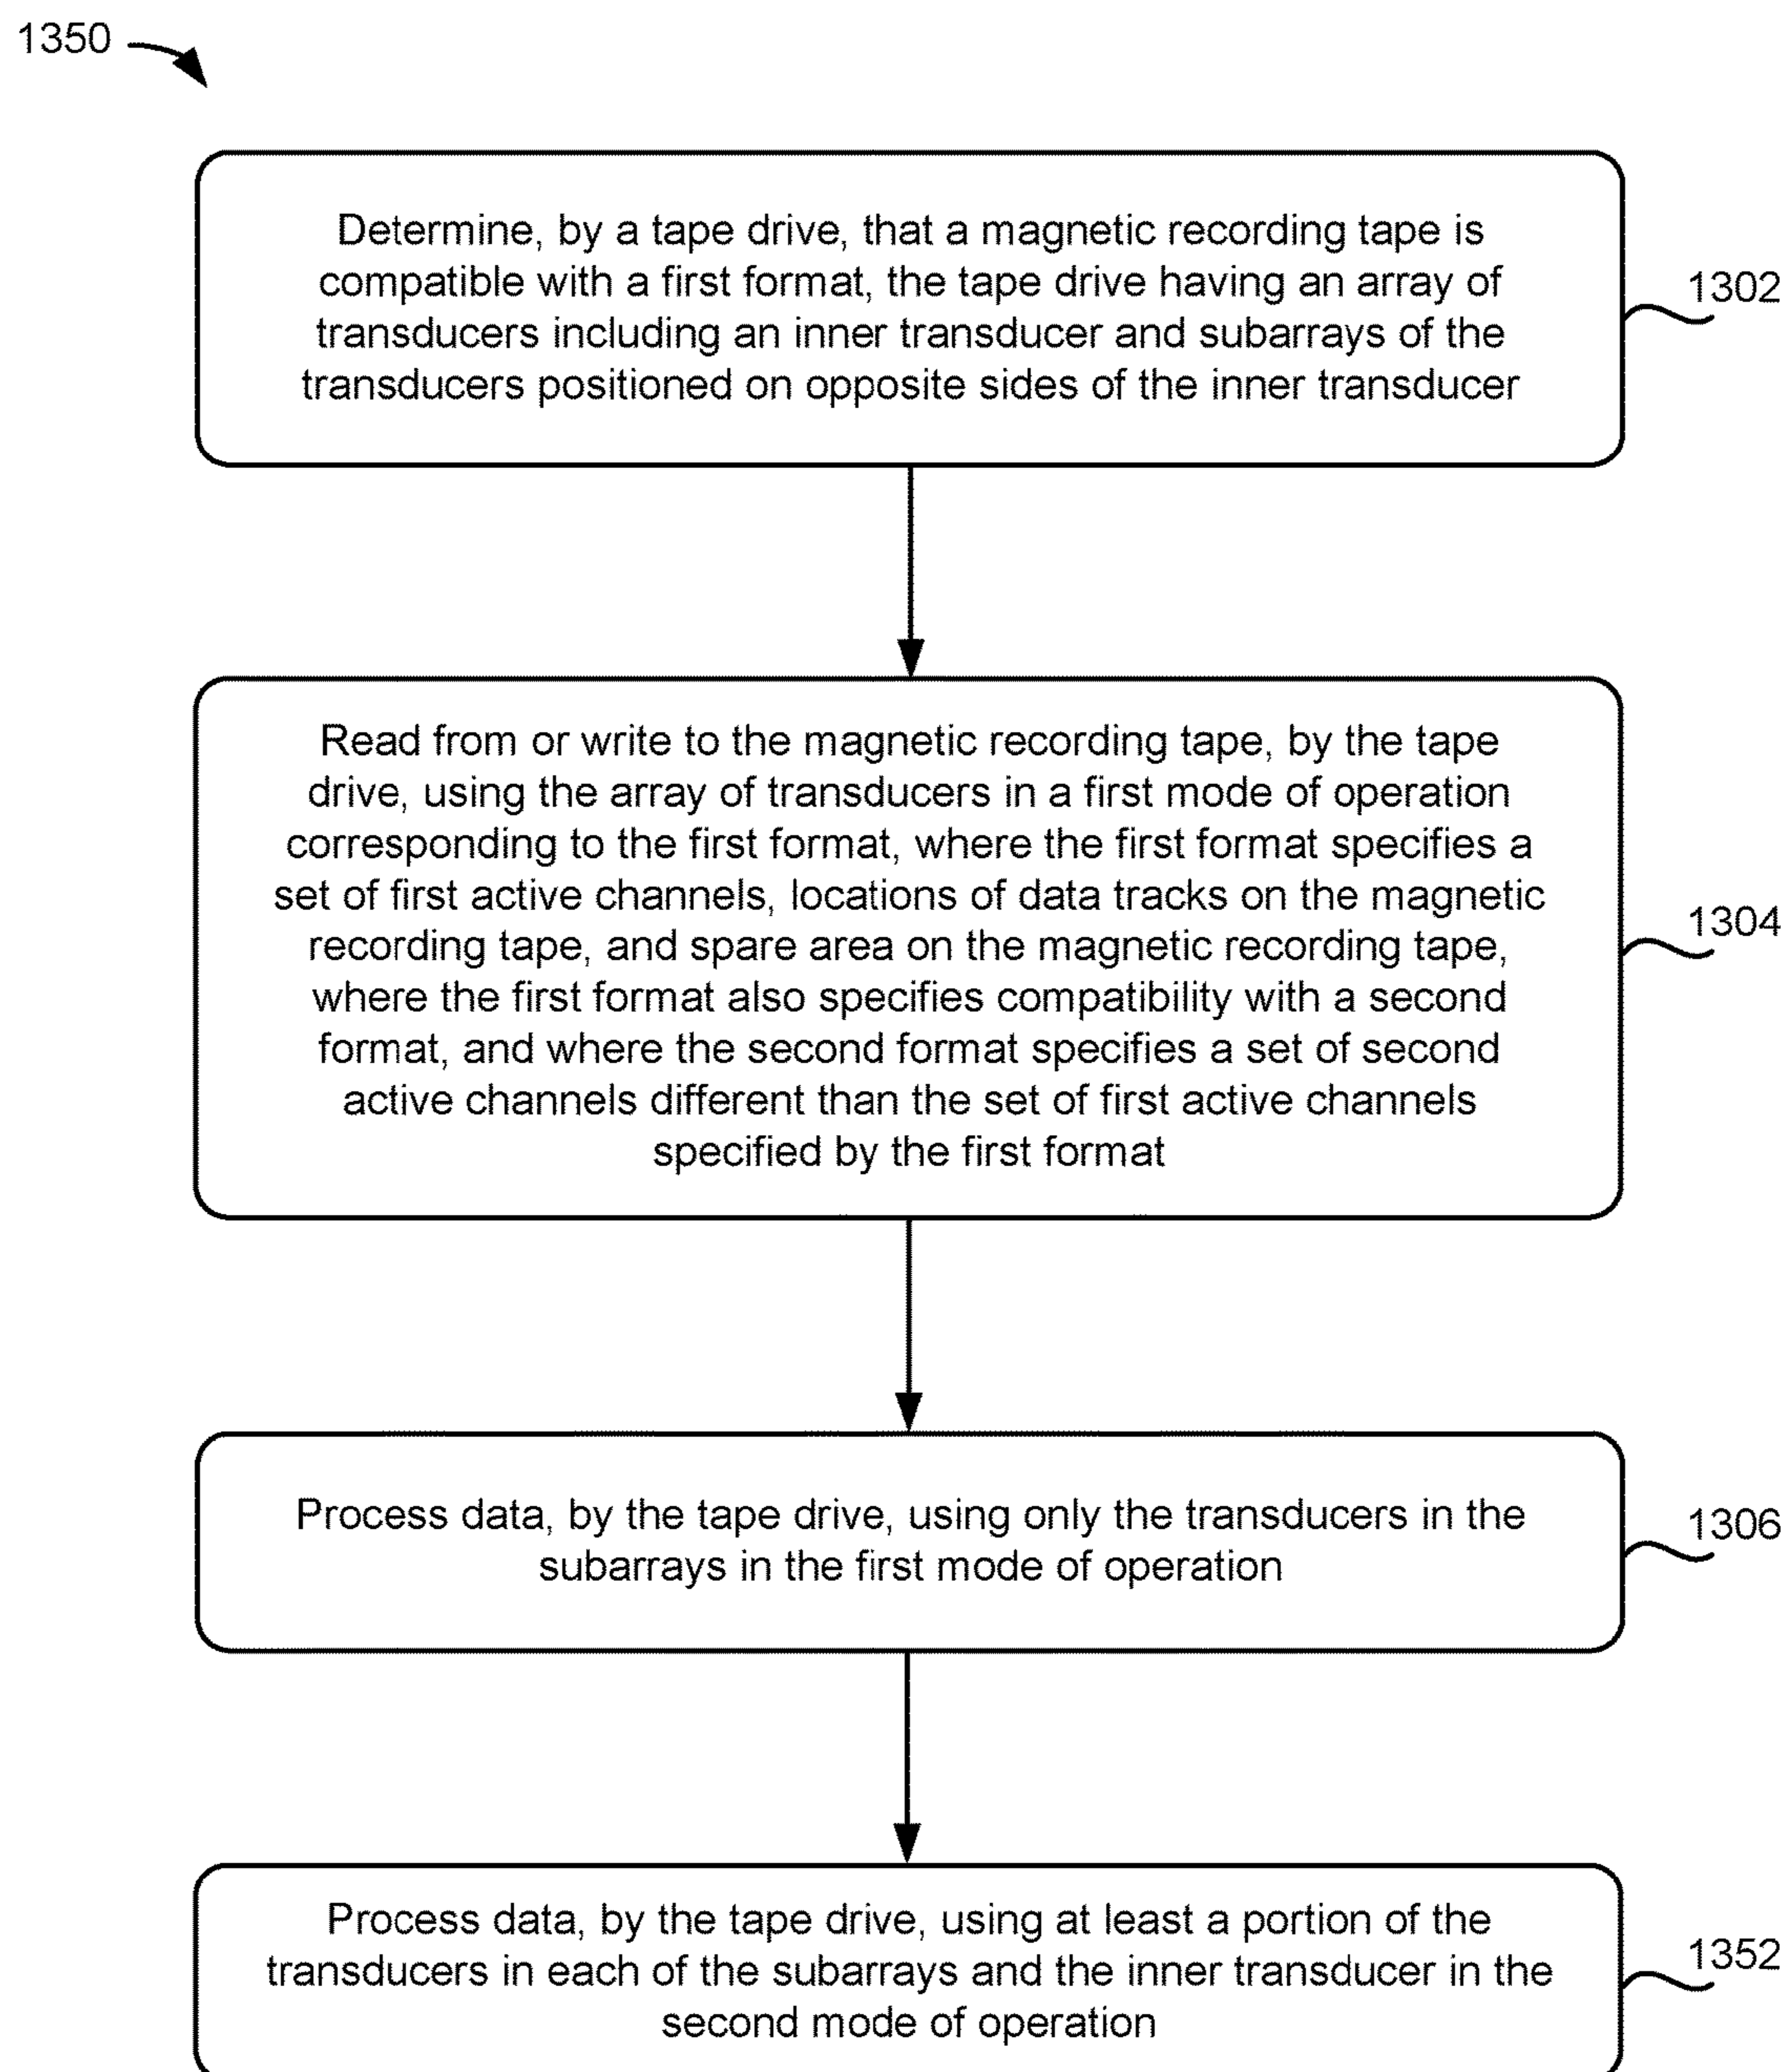 1350
Determine, by a tape drive, that a magnetic recording tape is
compatible with a first format, the tape drive having an array of
transducers including an inner transducer and subarrays of the
transducers positioned on opposite sides of the inner transducer
1302
Read from or write to the magnetic recording tape, by the tape
drive, using the array of transducers in a first mode of operation
corresponding to the first format, where the first format specifies a
set of first active channels, locations of data tracks on the magnetic
recording tape, and spare area on the magnetic recording tape,
where the first format also specifies compatibility with a second
format, and where the second format specifies a set of second
active channels different than the set of first active channels
specified by the first format
1304
Process data, by the tape drive, using only the transducers in the
subarrays in the first mode of operation
1306
Process data, by the tape drive, using at least a portion of the
transducers in each of the subarrays and the inner transducer in the
second mode of operation
1352